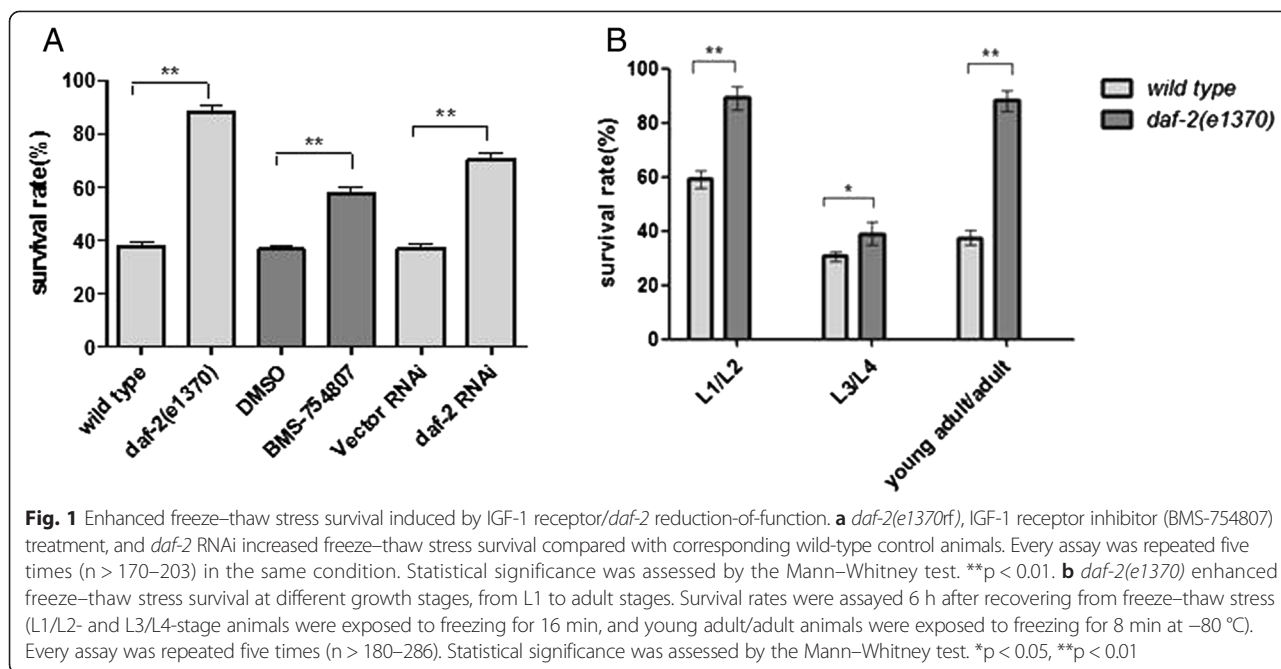 A
survival rate(%)
100
80
60
40
20
0
**
**
**
wild type
daf-2(e1370)
DMSO
BMS-754807
Vector RNAi
daf-2 RNAi
B
survival rate(%)
100
80
60
40
20
0
**
*
**
L1/L2
L3/L4
young adult/adult
wild type
daf-2(e1370)
Fig. 1 Enhanced freeze–thaw stress survival induced by IGF-1 receptor/daf-2 reduction-of-function. a daf-2(e1370rf), IGF-1 receptor inhibitor (BMS-754807)
treatment, and daf-2 RNAi increased freeze–thaw stress survival compared with corresponding wild-type control animals. Every assay was repeated five
times (n > 170–203) in the same condition. Statistical significance was assessed by the Mann–Whitney test. **p < 0.01. b daf-2(e1370) enhanced
freeze–thaw stress survival at different growth stages, from L1 to adult stages. Survival rates were assayed 6 h after recovering from freeze–thaw stress
(L1/L2- and L3/L4-stage animals were exposed to freezing for 16 min, and young adult/adult animals were exposed to freezing for 8 min at −80 °C).
Every assay was repeated five times (n > 180–286). Statistical significance was assessed by the Mann–Whitney test. *p < 0.05, **p < 0.01